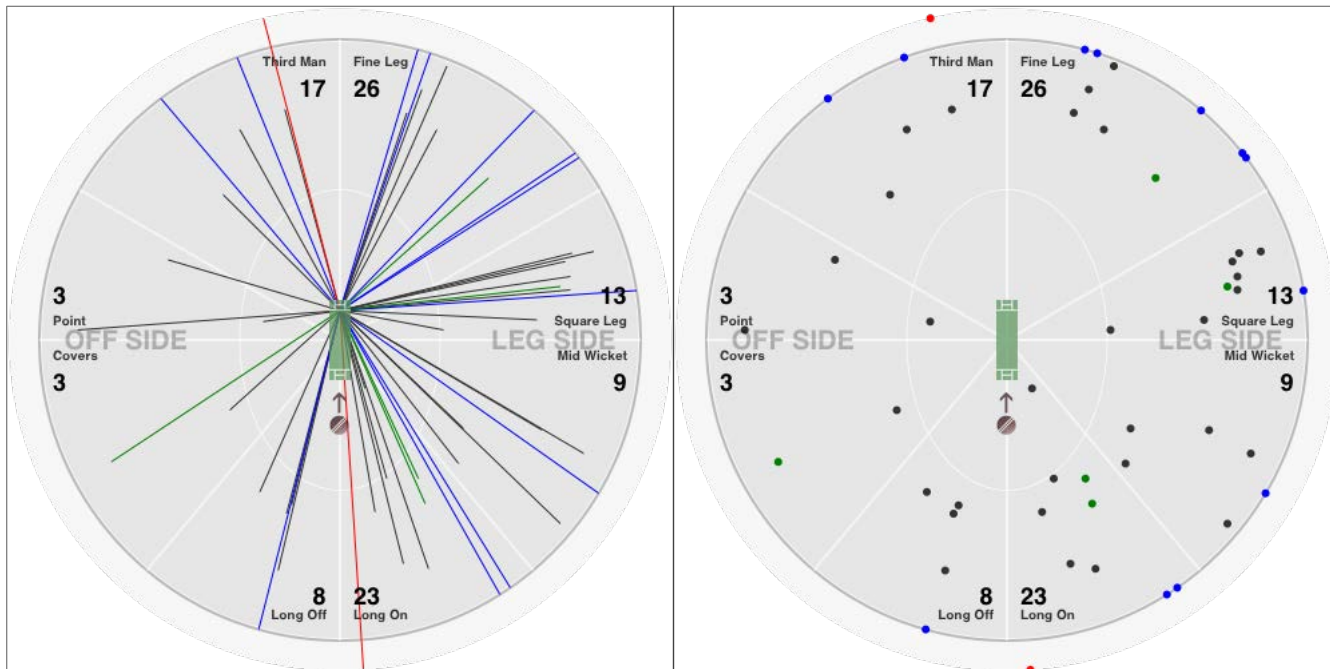 Third Man Fine Leg
17 26
3 13
Point Square Leg
OFF SIDE LEG SIDE
Covers Mid Wicket
3 9
8 23
Long Off Long On
Third Man Fine Leg
17 26
3 13
Point Square Leg
OFF SIDE LEG SIDE
Covers Mid Wicket
3 9
8 23
Long Off Long On